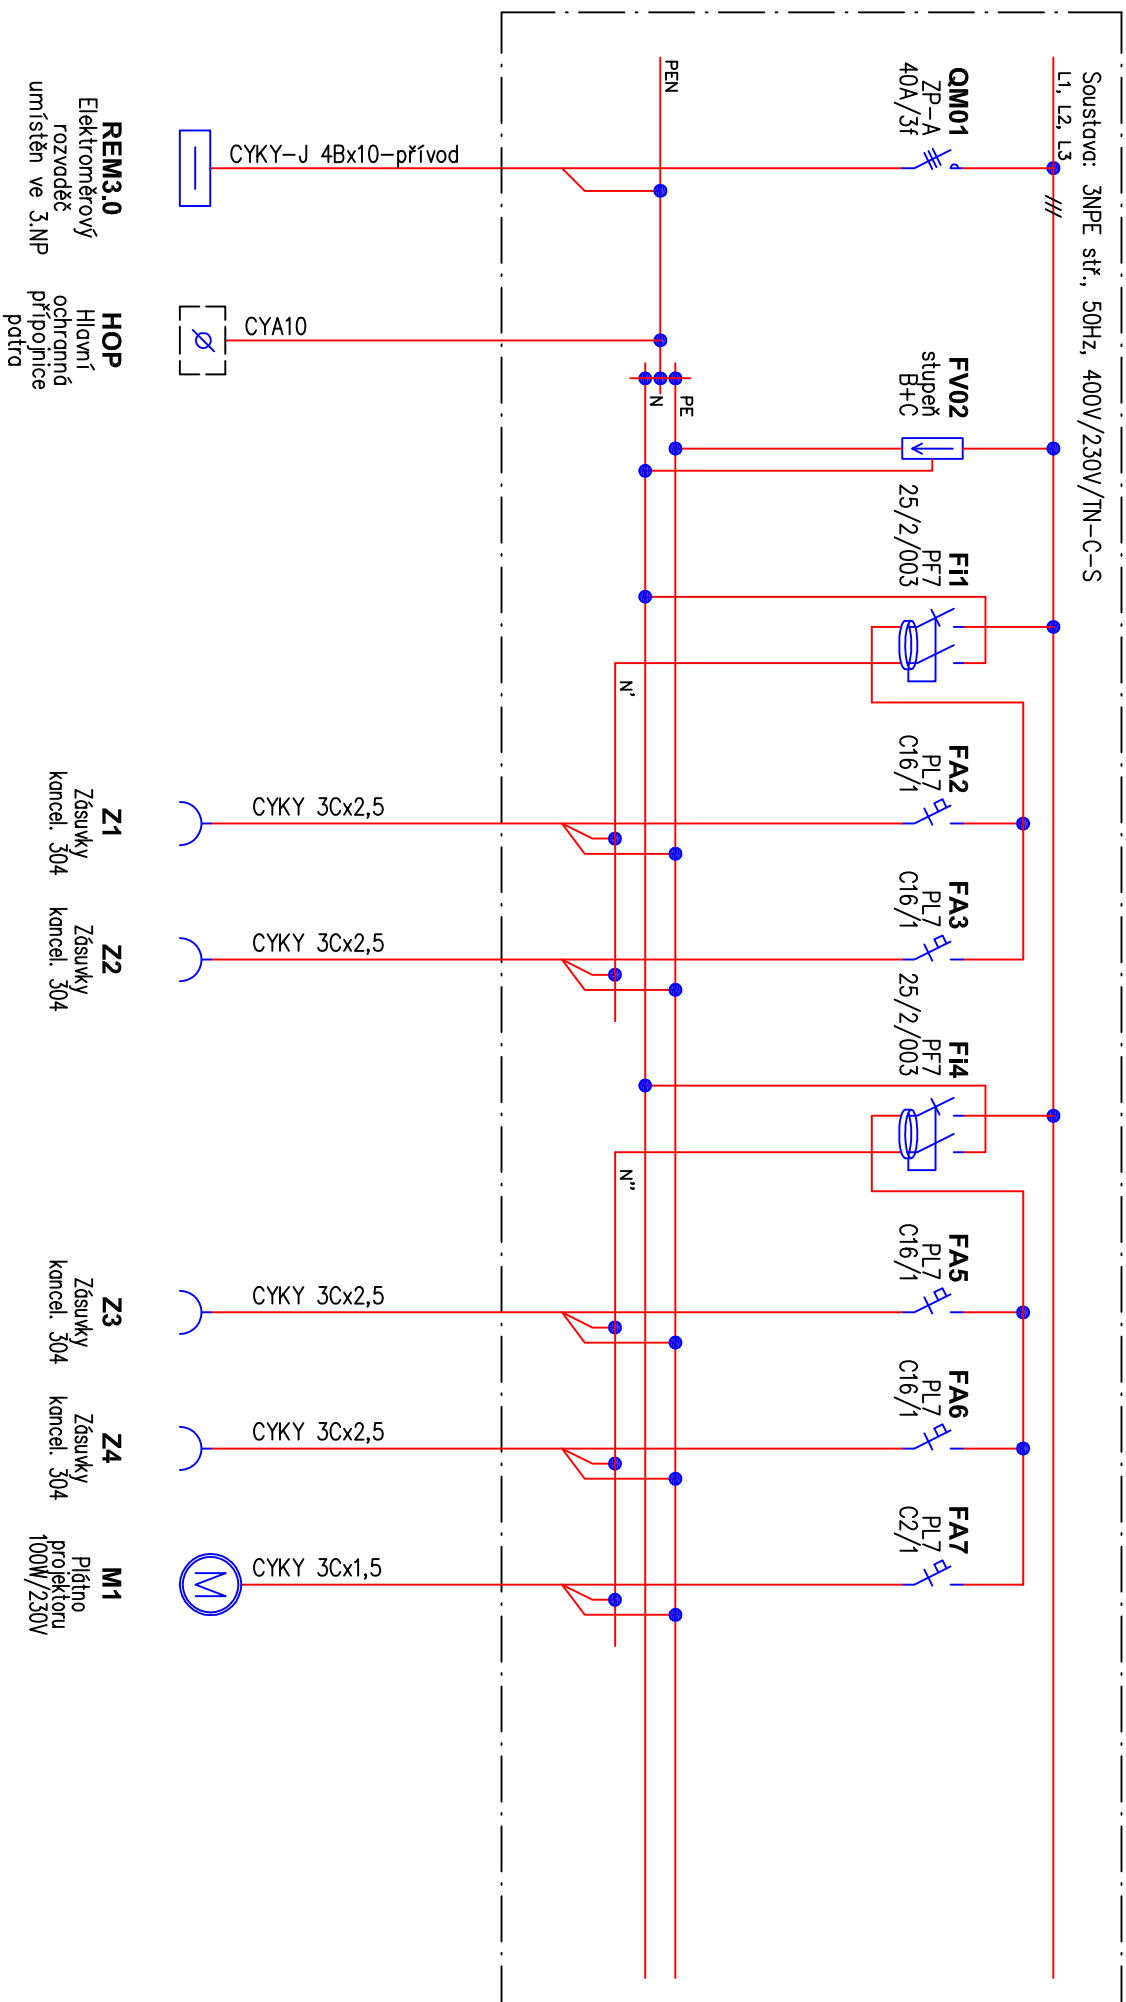 Soustava: 3NPE stř., 50Hz, 400V/230V/TN-C-S
L1, L2, L3
QM01
ZP-A
40A/3f
FV02
stupeň
B+C
Fi1
PF7
25/2/003
FA2
PL7
C16/1
FA3
PL7
C16/1
Fi4
PF7
25/2/003
FA5
PL7
C16/1
FA6
PL7
C16/1
FA7
PL7
C2/1
PEN
PE
N
N'
N''
CYKY-J 4Bx10-přívod
CYA10
CYKY 3Cx2,5
CYKY 3Cx2,5
CYKY 3Cx2,5
CYKY 3Cx2,5
CYKY 3Cx1,5
M
REM3.0
Elektroměrový
rozvaděč
umístěn ve 3.NP
HOP
Hlavní
ochranná
přípojnice
patra
Z1
Zásuvky
kancel. 304
Z2
Zásuvky
kancel. 304
Z3
Zásuvky
kancel. 304
Z4
Zásuvky
kancel. 304
M1
Plátno
projektoru
100W/230V